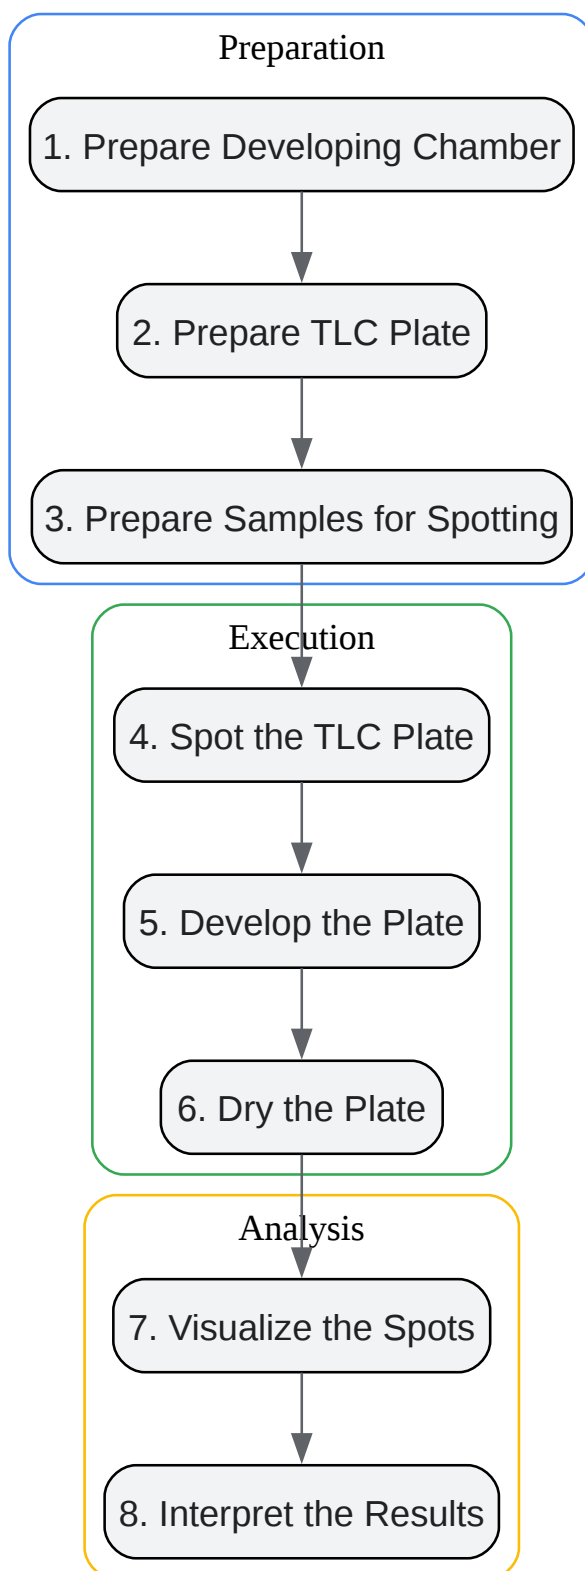 Preparation
1. Prepare Developing Chamber
2. Prepare TLC Plate
3. Prepare Samples for Spotting
Execution
4. Spot the TLC Plate
5. Develop the Plate
6. Dry the Plate
Analysis
7. Visualize the Spots
8. Interpret the Results